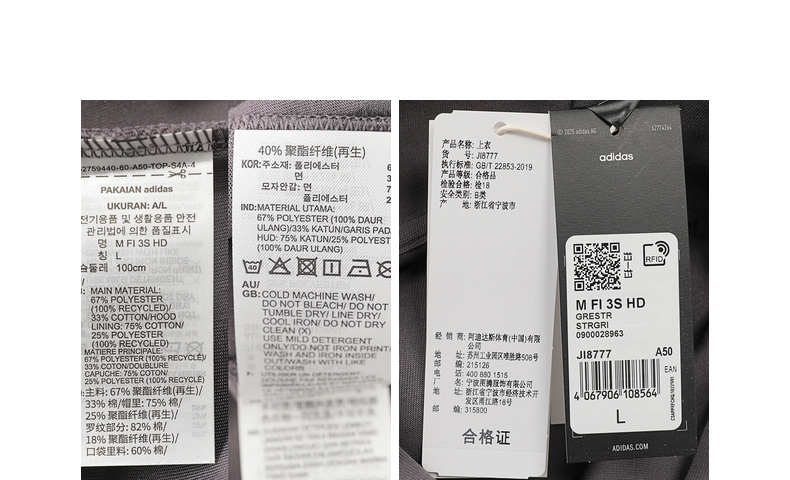 2759440-60-A50-TOP-S4A-4
PAKAIAN adidas
UKURAN: A/L
전기용품 및 생활용품 안전
관리법에 의한 품질표시
명 M FI 3S HD
칭 L
슴둘레 100cm
MAIN MATERIAL:
67% POLYESTER
(100% RECYCLED)/
33% COTTON/HOOD
LINING: 75% COTTON/
25% POLYESTER
(100% RECYCLED)
MATIERE PRINCIPALE:
67% POLYESTER (100% RECYCLÉ)/
33% COTON/DOUBLURE
CAPUCHE: 75% COTON/
25% POLYESTER (100% RECYCLÉ)
主料: 67% 聚酯纤维(再生)/
33% 棉/帽里: 75% 棉/
25% 聚酯纤维(再生)/
罗纹部分: 82% 棉/
18% 聚酯纤维(再生)/
口袋里料: 60% 棉/
40% 聚酯纤维(再生)
KOR: 주소재: 폴리에스터
면
모자안감: 면
폴리에스터
IND: MATERIAL UTAMA:
67% POLYESTER (100% DAUR
ULANG)/33% KATUN/GARIS PADA
HUD: 75% KATUN/25% POLYEST
(100% DAUR ULANG)
40
AU/
GB: COLD MACHINE WASH/
DO NOT BLEACH/ DO NOT
TUMBLE DRY/ LINE DRY/
COOL IRON/ DO NOT DRY
CLEAN (X)
USE MILD DETERGENT
ONLY/DO NOT IRON PRINT/
WASH AND IRON INSIDE
OUT/WASH WITH LIKE
COLORS
产品名称: 上衣
货 号: JI8777
执行标准: GB/T 22853-2019
产品等级: 合格品
检验合格: 检18
安全类别: B类
产 地: 浙江省宁波市
经 销 商: 阿迪达斯体育(中国)有限
公司
地 址: 苏州工业园区唯胜路508号
邮 编: 215126
电 话: 400 880 1515
厂 名: 宁波图腾服饰有限公司
地 址: 浙江省宁波市经济技术开
发区南江路18号
邮 编: 315800
合格证
© 2025 adidas AG
adidas
RFID
M FI 3S HD
GRESTR
STRGRI
0900028963
JI8777 A50
EAN
4 067906 108564
L
ADIDAS.COM